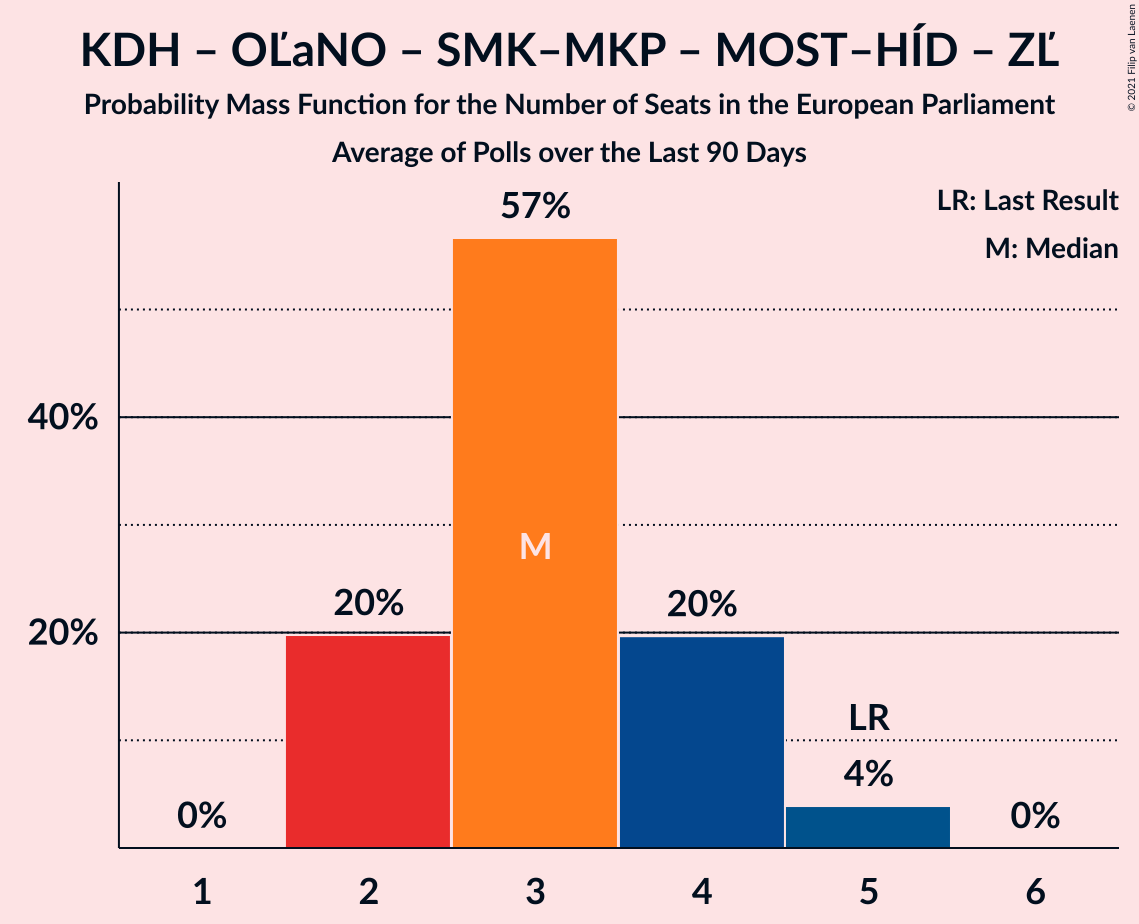 KDH – OĽaNO – SMK–MKP – MOST–HÍD – ZĽ
Probability Mass Function for the Number of Seats in the European Parliament
Average of Polls over the Last 90 Days
© 2021 Filip van Laenen
LR: Last Result
M: Median
57%
40%
M
20%
20%
20%
LR
4%
0%
0%
1 2 3 4 5 6